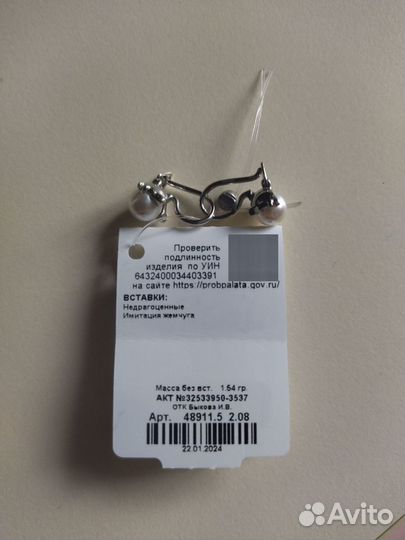 Проверить
подлинность
изделия по УИН
6432400034403391
на сайте https://probpalata.gov.ru/
ВСТАВКИ:
Недрагоценные
Имитация жемчуга
Масса без вст. 1.54 гр.
АКТ №32533950-3537
ОТК Быкова И.В.
Арт. 48911.5 2.08
22.01.2024
Avito